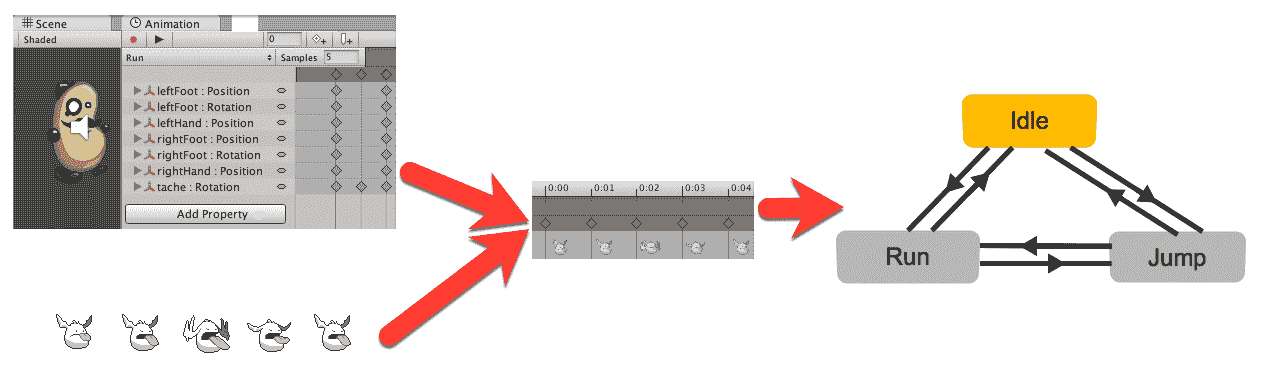 Scene
Animation
Shaded
0
Run
Samples 5
leftFoot : Position
leftFoot : Rotation
leftHand : Position
rightFoot : Position
rightFoot : Rotation
rightHand : Position
tache : Rotation
Add Property
0:00 0:01 0:02 0:03 0:04
Idle
Run
Jump